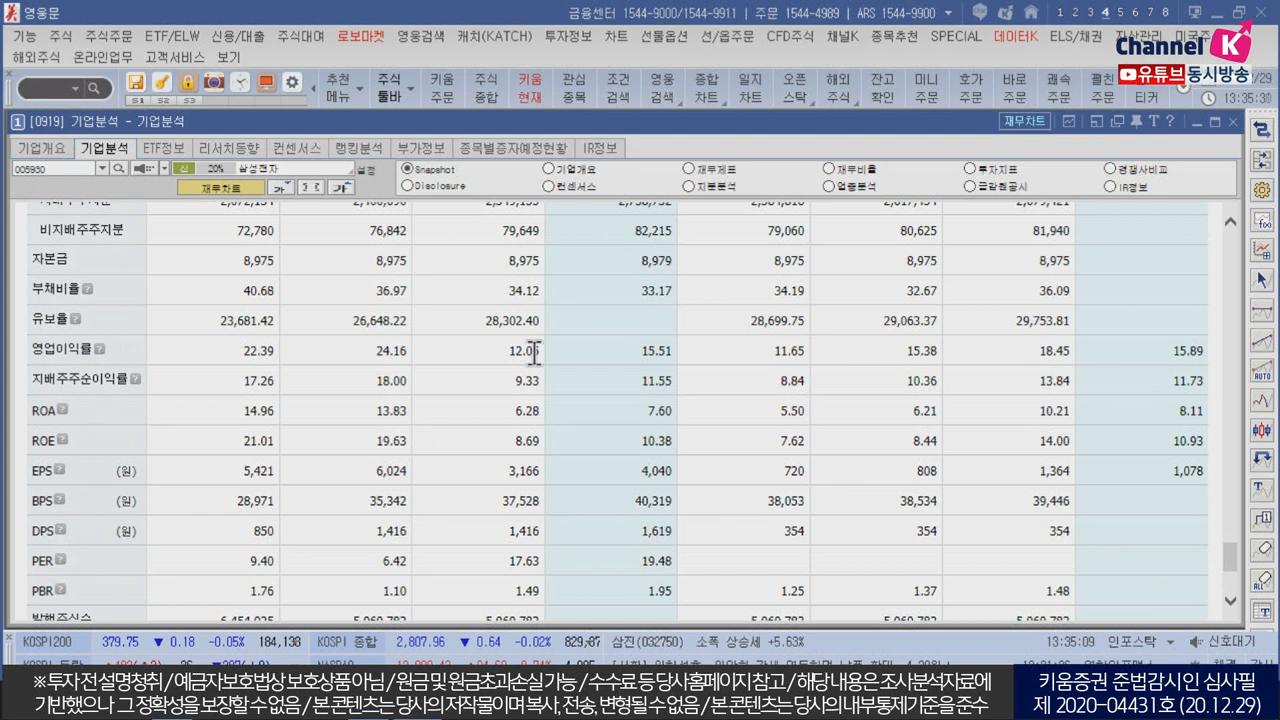 영웅문 금융센터 1544-9000/1544-9911 | 주문 1544-4989 | ARS 1544-9900 1 2 3 4 5 6 7 8
기능 주식 주식주문 ETF/ELW 신용/대출 주식대여 로보마켓 영웅검색 캐치(KATCH) 투자정보 차트 선물옵션 선/옵주문 CFD주식 채널K 종목추천 SPECIAL 데이터K ELS/채권 자산관리 미국주
해외주식 온라인업무 고객서비스 보기
Channel K
유튜브 동시방송
S1 S2 S3
추천 메뉴 주식 툴바 키움 주문 주식 종합 키움 현재 관심 종목 조건 검색 영웅 검색 종합 차트 일지 차트 오픈 스탁 해외 주식 잔고 확인 미니 주문 호가 주문 바로 주문 쾌속 주문 펼친 티커
12/29
13:35:30
1 [0919] 기업분석 - 기업분석 재무차트
기업개요 기업분석 ETF정보 리서치동향 컨센서스 랭킹분석 부가정보 종목별증자예정현황 IR정보
005930 신 20% 삼성전자 설정 Snapshot 기업개요 재무제표 재무비율 투자지표 경쟁사비교
재무차트 가 가 Disclosure 컨센서스 지분분석 업종분석 금감원공시 IR정보
비지배주주지분 72,780 76,842 79,649 82,215 79,060 80,625 81,940
자본금 8,975 8,975 8,975 8,979 8,975 8,975 8,975
부채비율 40.68 36.97 34.12 33.17 34.19 32.67 36.09
유보율 23,681.42 26,648.22 28,302.40 28,699.75 29,063.37 29,753.81
영업이익률 22.39 24.16 12.05 15.51 11.65 15.38 18.45 15.89
지배주주순이익률 17.26 18.00 9.33 11.55 8.84 10.36 13.84 11.73
ROA 14.96 13.83 6.28 7.60 5.50 6.21 10.21 8.11
ROE 21.01 19.63 8.69 10.38 7.62 8.44 14.00 10.93
EPS (원) 5,421 6,024 3,166 4,040 720 808 1,364 1,078
BPS (원) 28,971 35,342 37,528 40,319 38,053 38,534 39,446
DPS (원) 850 1,416 1,416 1,619 354 354 354
PER 9.40 6.42 17.63 19.48
PBR 1.76 1.10 1.49 1.95 1.25 1.37 1.48
발행주식수
KOSPI200 379.75 ▼ 0.18 -0.05% 184,138 KOSPI 종합 2,807.96 ▼ 0.64 -0.02% 829,687 삼진(032750) 소폭 상승세 +5.63% 13:35:09 인포스탁 신호대기
※ 투자 전 설명청취 / 예금자보호법상 보호상품 아님 / 원금 및 원금초과손실 가능 / 수수료 등 당사홈페이지 참고 / 해당 내용은 조사분석자료에
기반했으나 그 정확성을 보장할 수 없음 / 본 콘텐츠는 당사의 저작물이며 복사, 전송, 변형될 수 없음 / 본 콘텐츠는 당사의 내부통제기준을 준수
키움증권 준법감시인 심사필
제 2020-04431호 (20.12.29)